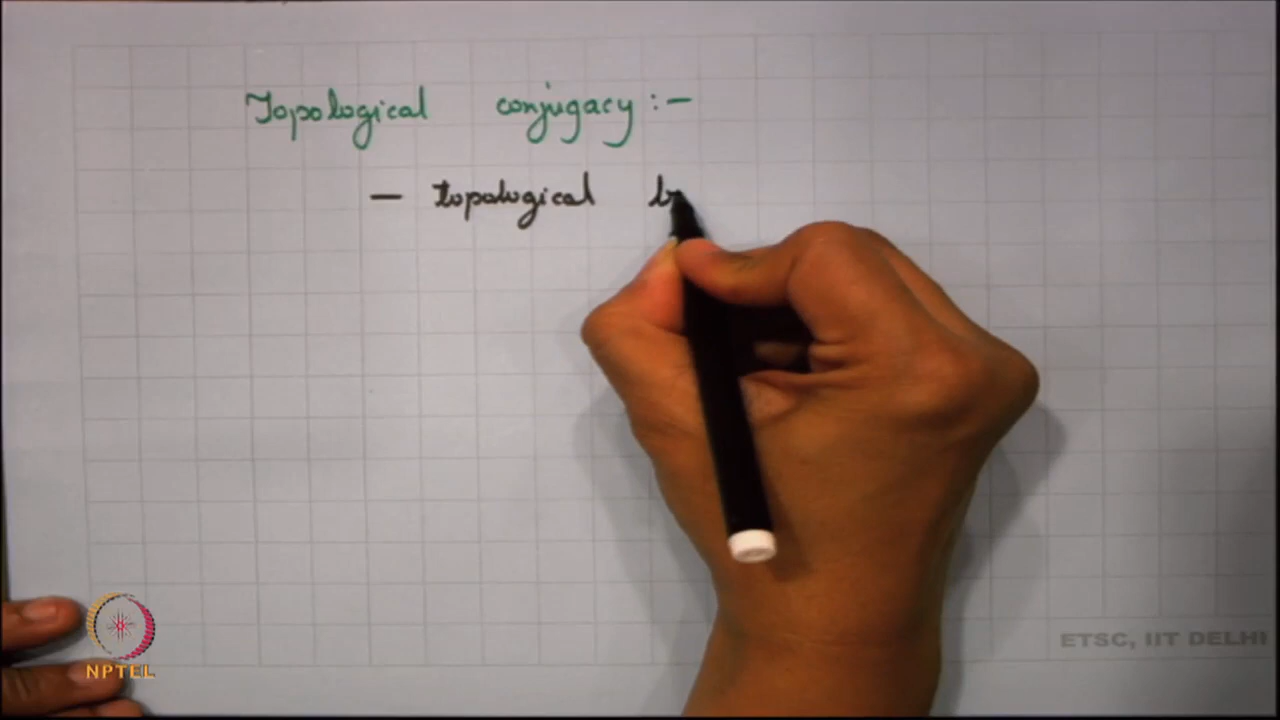 Topological conjugacy :-
- topological
NPTEL
ETSC, IIT DELHI